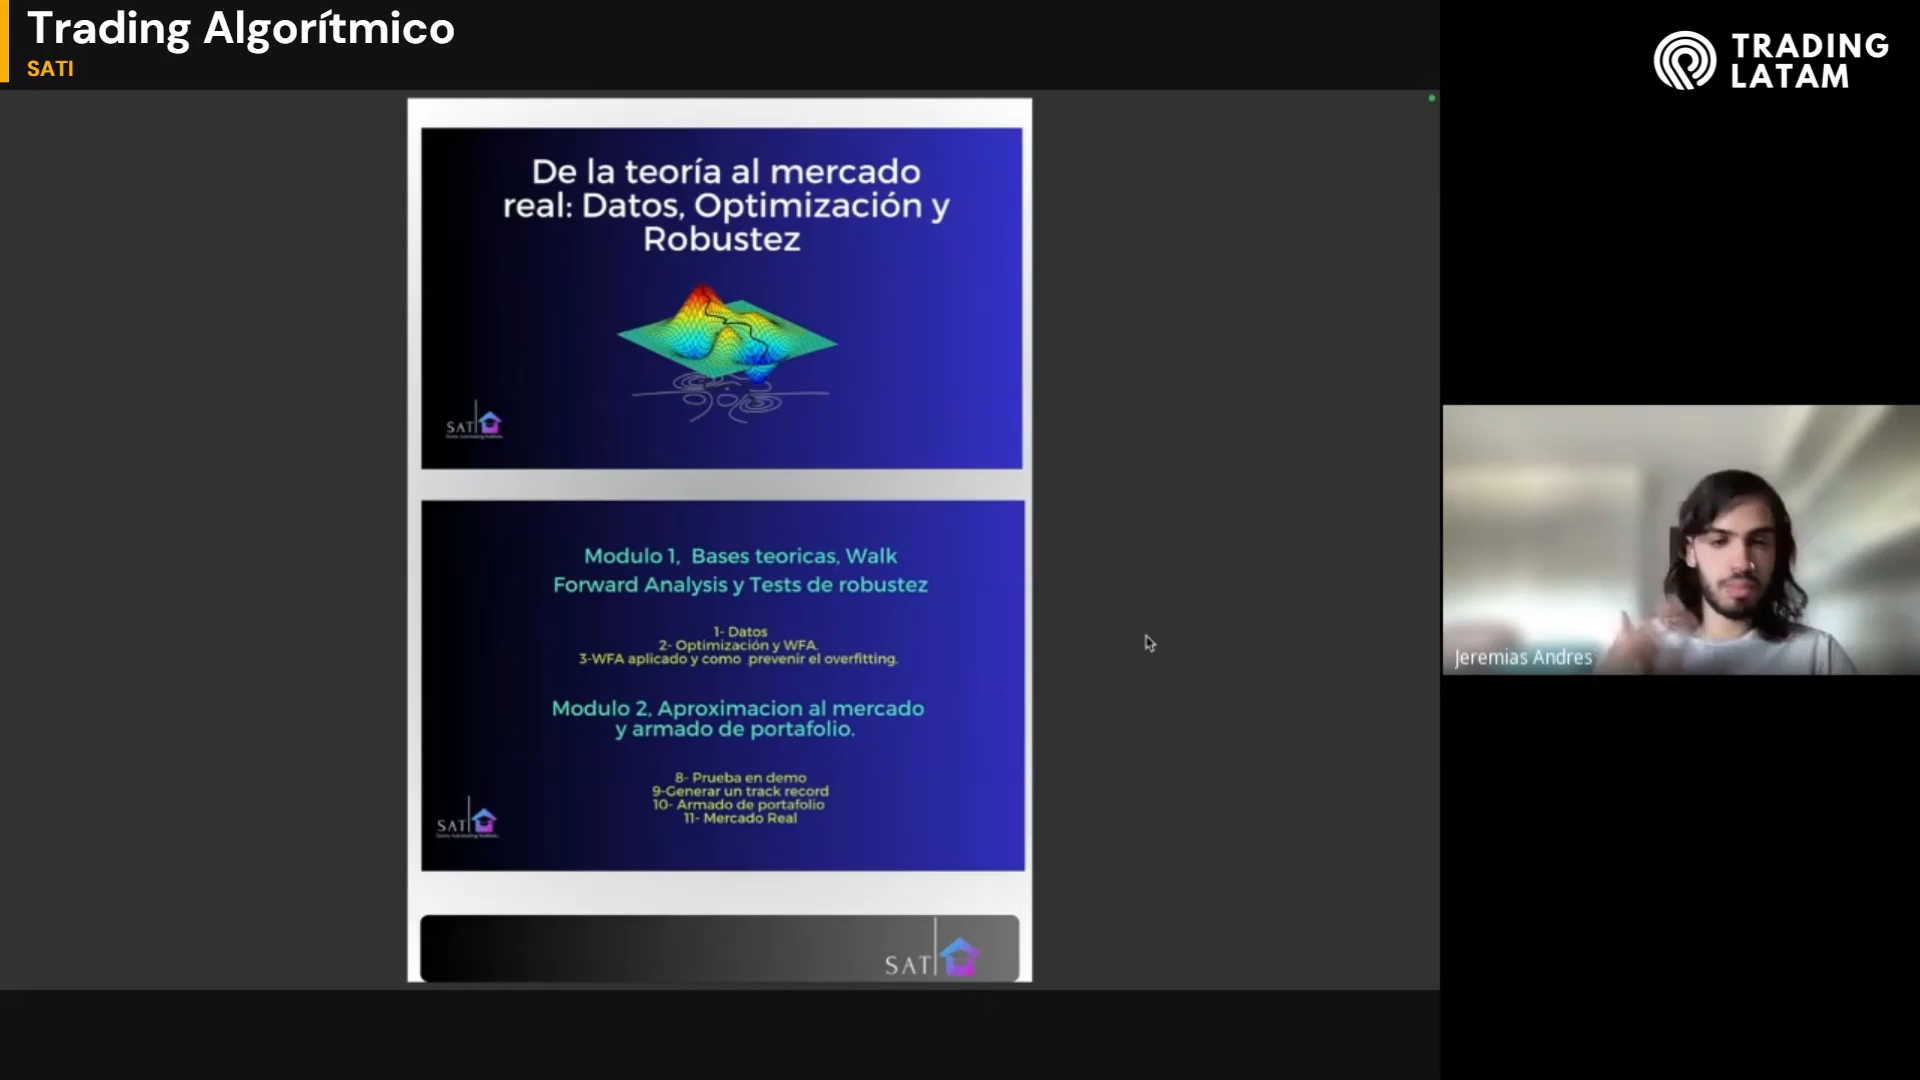 Trading Algorítmico
SATI
TRADING
LATAM
De la teoría al mercado
real: Datos, Optimización y
Robustez
SATI
Modulo 1, Bases teoricas, Walk
Forward Analysis y Tests de robustez
1- Datos
2- Optimización y WFA.
3-WFA aplicado y como prevenir el overfitting.
Modulo 2, Aproximacion al mercado
y armado de portafolio.
8- Prueba en demo
9-Generar un track record
10- Armado de portafolio
11- Mercado Real
SATI
SATI
Jeremias Andres